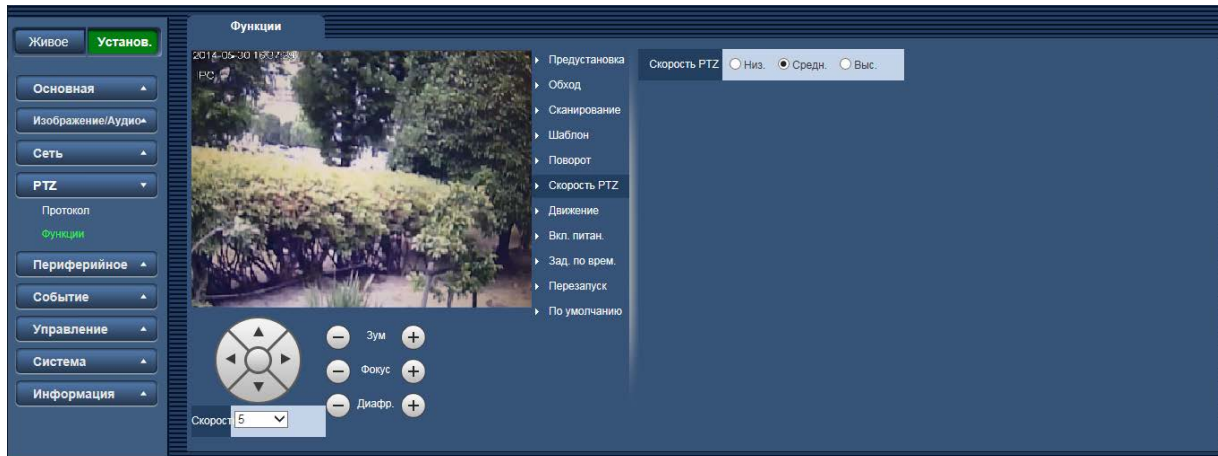 Функции
Живое
Установ.
Основная
Изображение/Аудио
Сеть
PTZ
Протокол
Функции
Периферийное
Событие
Управление
Система
Информация
IPC
Предустановка
Обход
Сканирование
Шаблон
Поворот
Скорость PTZ
Движение
Вкл. питан.
Зад. по врем.
Перезапуск
По умолчанию
Скорость PTZ
Низ.
Средн.
Выс.
Зум
Фокус
Диафр.
Скорост
5